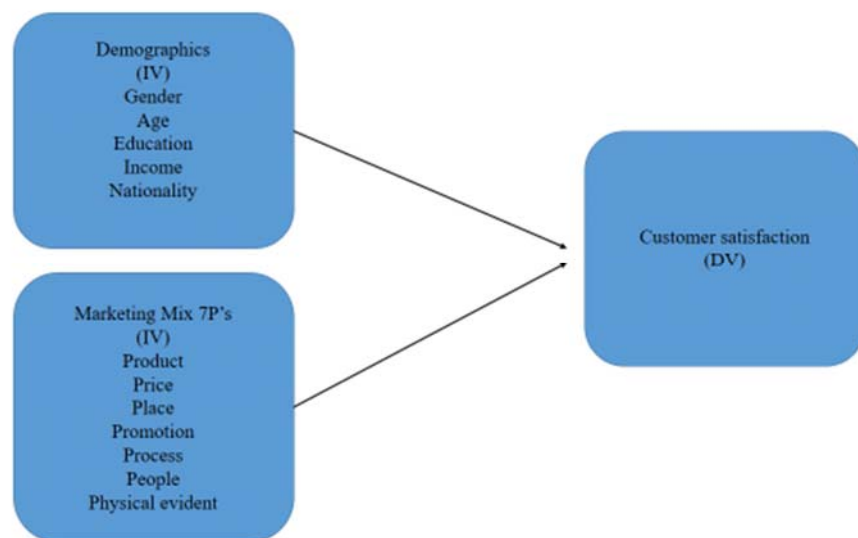 Demographics
(IV)
Gender
Age
Education
Income
Nationality
Marketing Mix 7P's
(IV)
Product
Price
Place
Promotion
Process
People
Physical evident
Customer satisfaction
(DV)